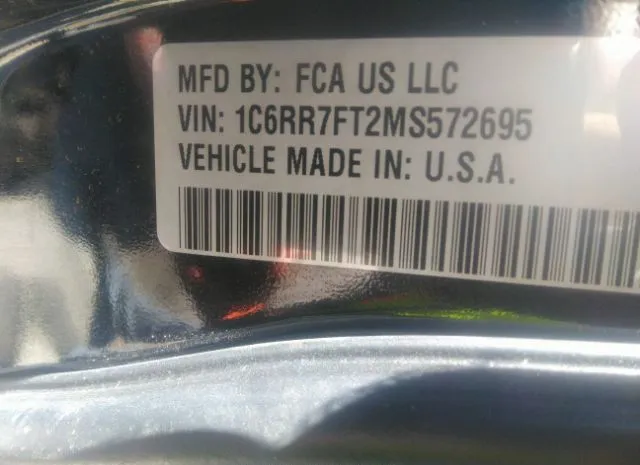 MFD BY: FCA US LLC
VIN: 1C6RR7FT2MS572695
VEHICLE MADE IN: U.S.A.